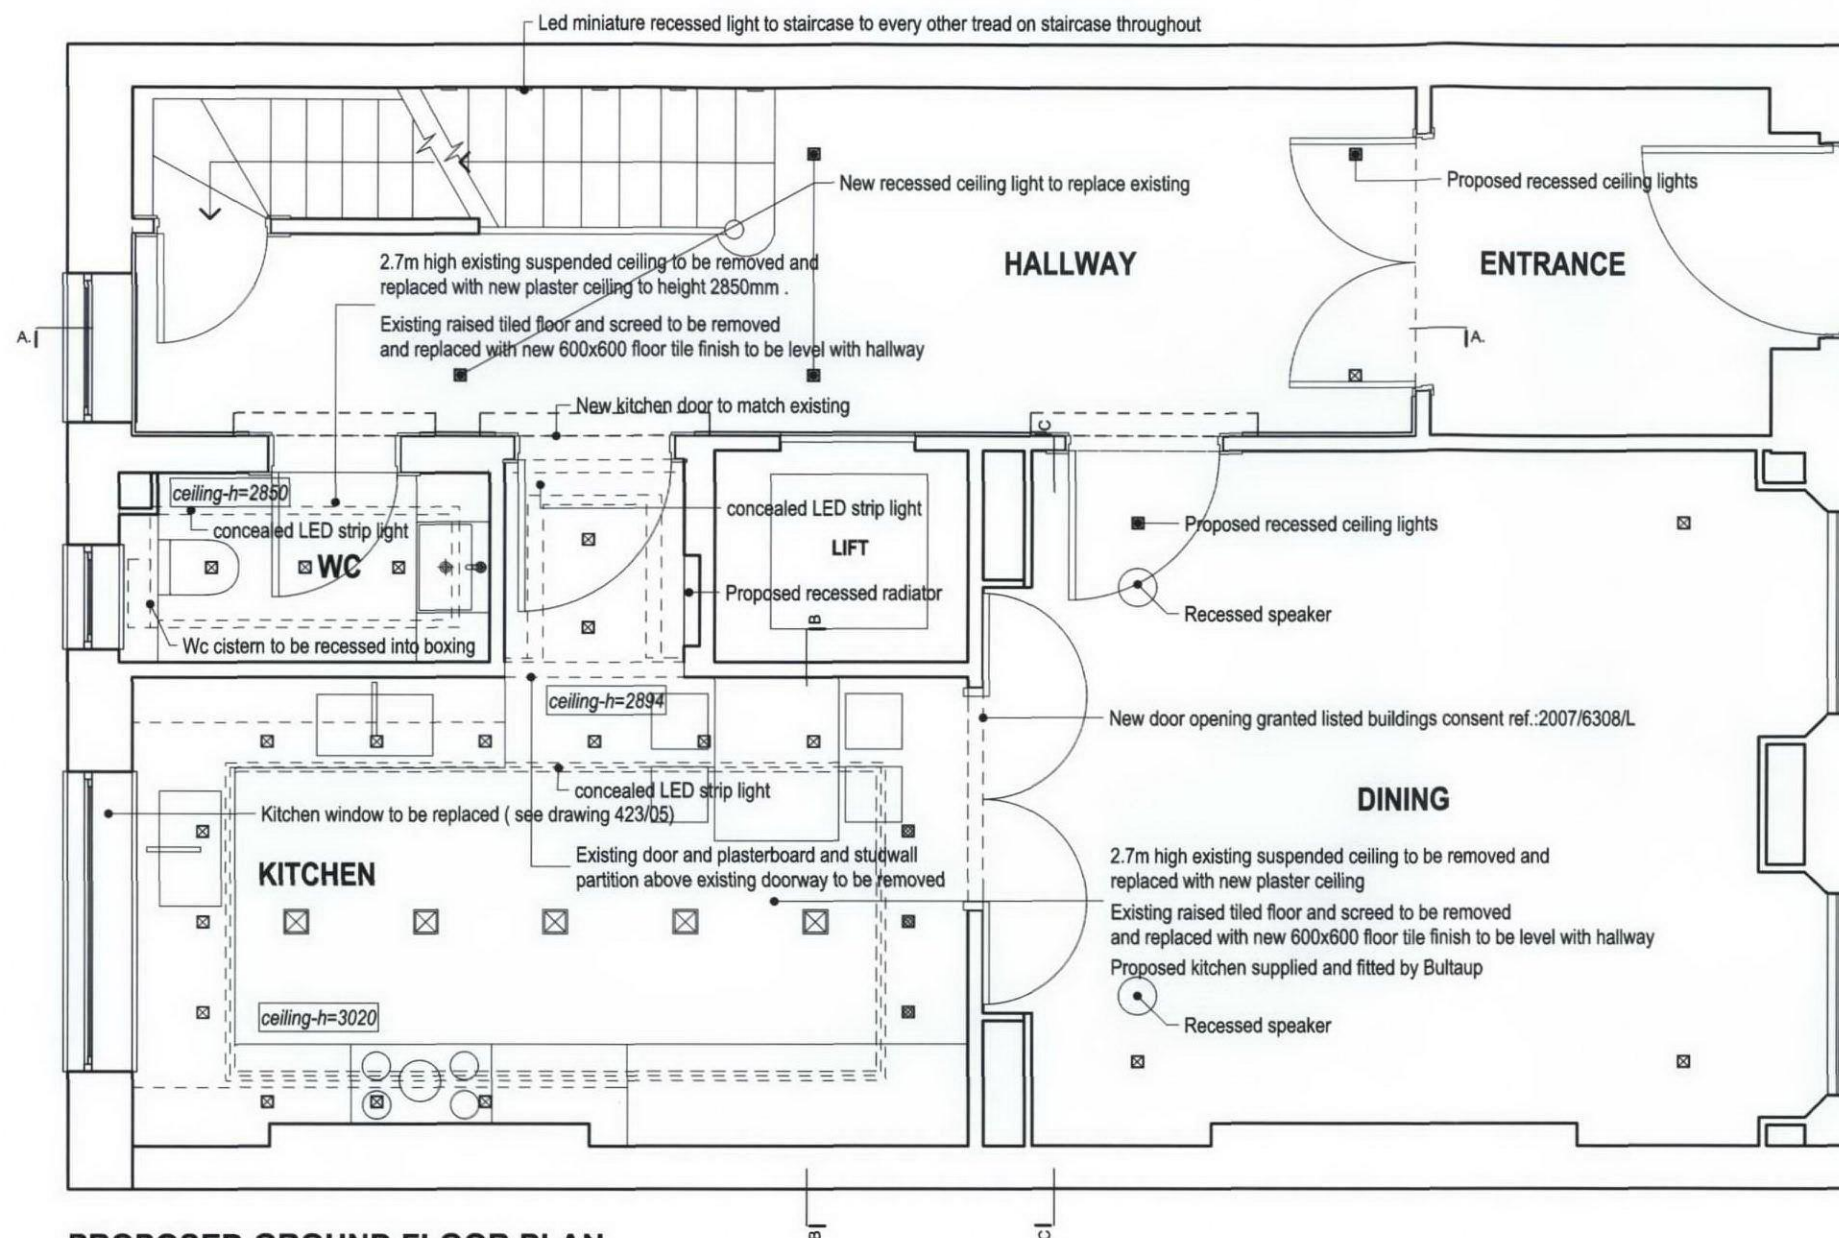 Led miniature recessed light to staircase to every other tread on staircase throughout
New recessed ceiling light to replace existing
Proposed recessed ceiling lights
HALLWAY
ENTRANCE
2.7m high existing suspended ceiling to be removed and
replaced with new plaster ceiling to height 2850mm .
Existing raised tiled floor and screed to be removed
and replaced with new 600x600 floor tile finish to be level with hallway
A.
A.
New kitchen door to match existing
C
ceiling-h=2850
concealed LED strip light
WC
Wc cistern to be recessed into boxing
concealed LED strip light
LIFT
Proposed recessed radiator
B
Proposed recessed ceiling lights
Recessed speaker
ceiling-h=2894
New door opening granted listed buildings consent ref.:2007/6308/L
concealed LED strip light
Kitchen window to be replaced ( see drawing 423/05)
DINING
KITCHEN
Existing door and plasterboard and studwall
partition above existing doorway to be removed
2.7m high existing suspended ceiling to be removed and
replaced with new plaster ceiling
Existing raised tiled floor and screed to be removed
and replaced with new 600x600 floor tile finish to be level with hallway
Proposed kitchen supplied and fitted by Bultaup
Recessed speaker
ceiling-h=3020
B
C
PROPOSED GROUND FLOOR PLAN